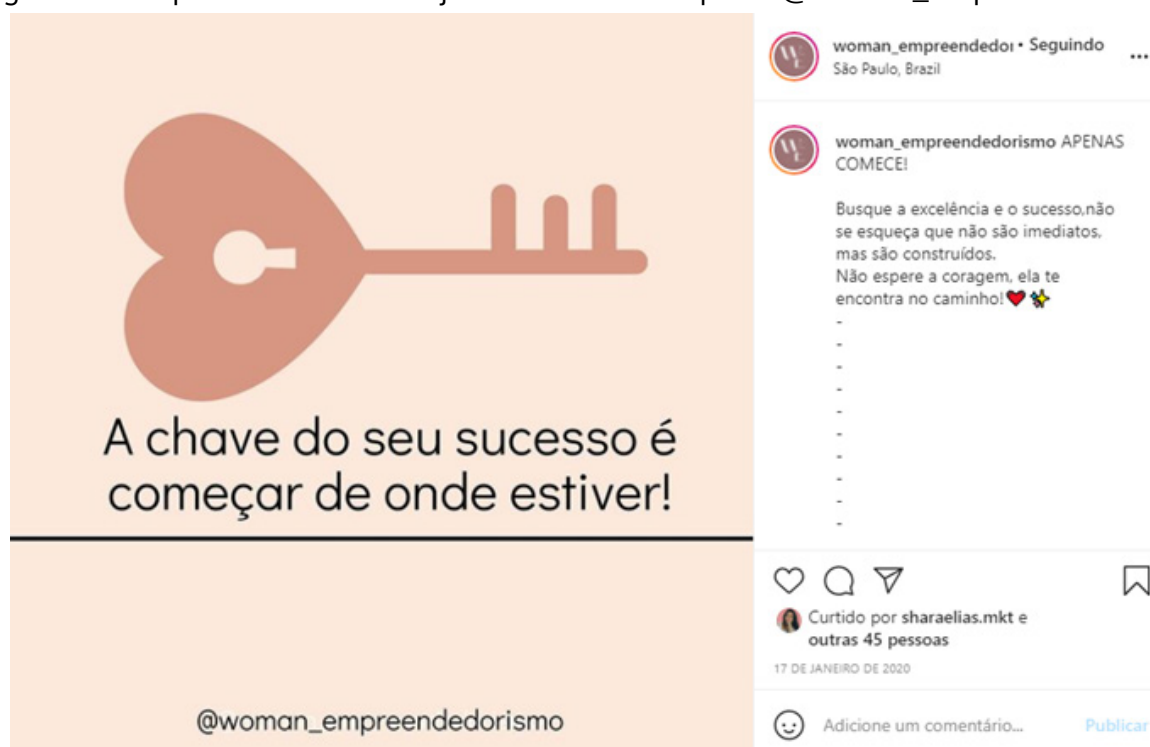 A chave do seu sucesso é
começar de onde estiver!
@woman_empreendedorismo
woman_empreendedor • Seguindo
São Paulo, Brazil
woman_empreendedorismo APENAS
COMECE!
Busque a excelência e o sucesso,não
se esqueça que não são imediatos,
mas são construídos.
Não espere a coragem, ela te
encontra no caminho!❤️✨
-
-
-
-
-
-
-
-
-
-
Curtido por sharaelias.mkt e
outras 45 pessoas
17 DE JANEIRO DE 2020
Adicione um comentário... Publicar